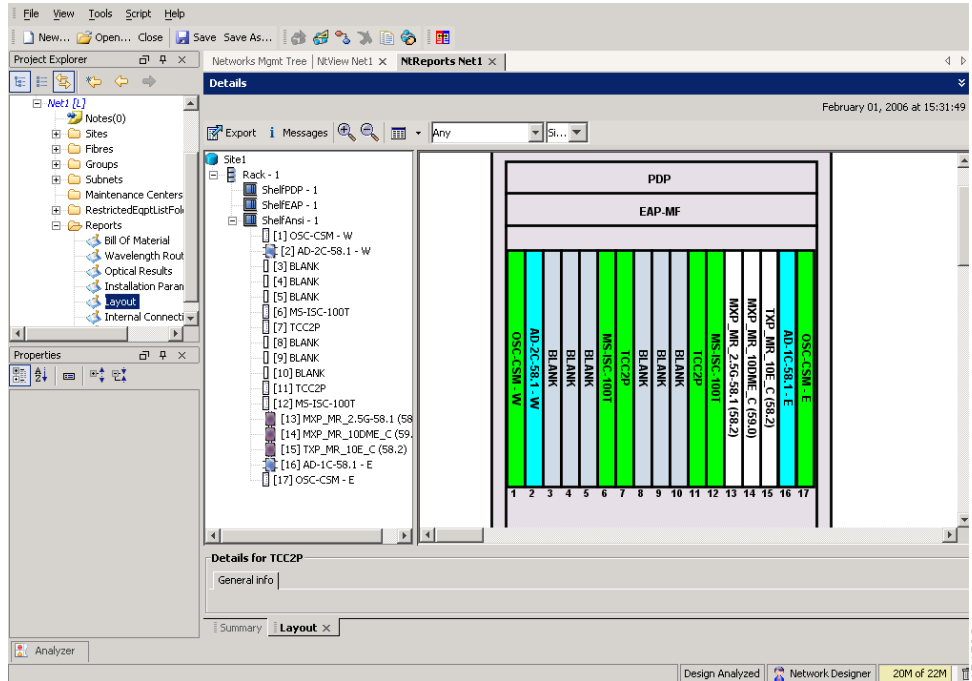 File View Tools Script Help
New... Open... Close Save Save As...
Project Explorer
Net1 [L]
Notes(0)
Sites
Fibres
Groups
Subnets
Maintenance Centers
RestrictedEqptListFol
Reports
Bill Of Material
Wavelength Rout
Optical Results
Installation Paran
Layout
Internal Connecti
Properties
Analyzer
Networks Mgmt Tree NtView Net1 NtReports Net1
Details
February 01, 2006 at 15:31:49
Export Messages Any Si...
Site1
Rack - 1
ShelfPDP - 1
ShelfEAP - 1
ShelfAnsi - 1
[1] OSC-CSM - W
[2] AD-2C-58.1 - W
[3] BLANK
[4] BLANK
[5] BLANK
[6] MS-ISC-100T
[7] TCC2P
[8] BLANK
[9] BLANK
[10] BLANK
[11] TCC2P
[12] MS-ISC-100T
[13] MXP_MR_2.5G-58.1 (58
[14] MXP_MR_10DME_C (59.
[15] TXP_MR_10E_C (58.2)
[16] AD-1C-58.1 - E
[17] OSC-CSM - E
PDP
EAP-MF
OSC-CSM - W
AD-2C-58.1 - W
BLANK
BLANK
BLANK
MS-ISC-100T
TCC2P
BLANK
BLANK
BLANK
TCC2P
MS-ISC-100T
MXP_MR_2.5G-58.1 (58.2)
MXP_MR_10DME_C (59.0)
TXP_MR_10E_C (58.2)
AD-1C-58.1 - E
OSC-CSM - E
1 2 3 4 5 6 7 8 9 10 11 12 13 14 15 16 17
Details for TCC2P
General info
Summary Layout
Design Analyzed Network Designer 20M of 22M